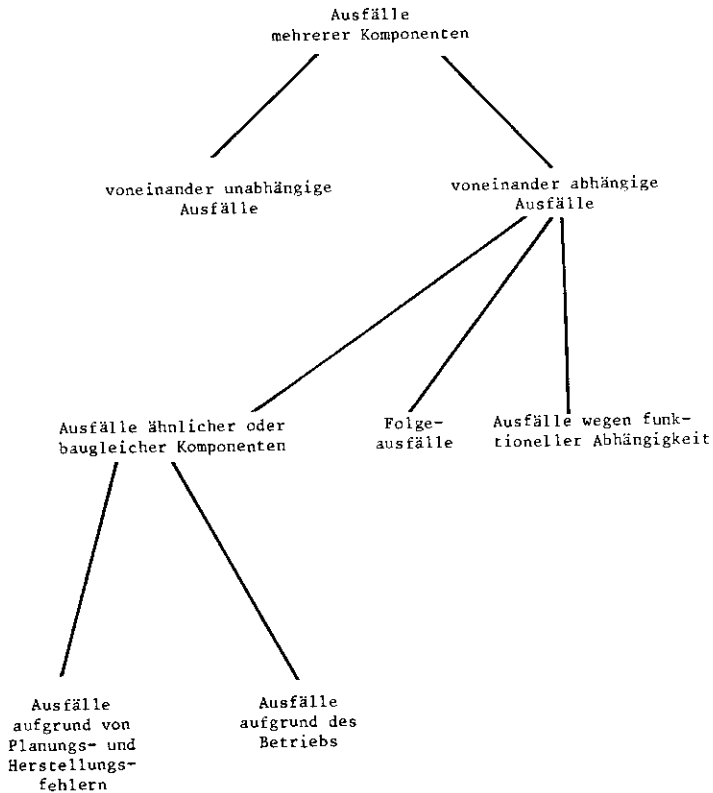 Ausfälle
mehrerer Komponenten
voneinander unabhängige
Ausfälle
voneinander abhängige
Ausfälle
Ausfälle ähnlicher oder
baugleicher Komponenten
Folge-
ausfälle
Ausfälle wegen funk-
tioneller Abhängigkeit
Ausfälle
aufgrund von
Planungs- und
Herstellungs-
fehlern
Ausfälle
aufgrund des
Betriebs